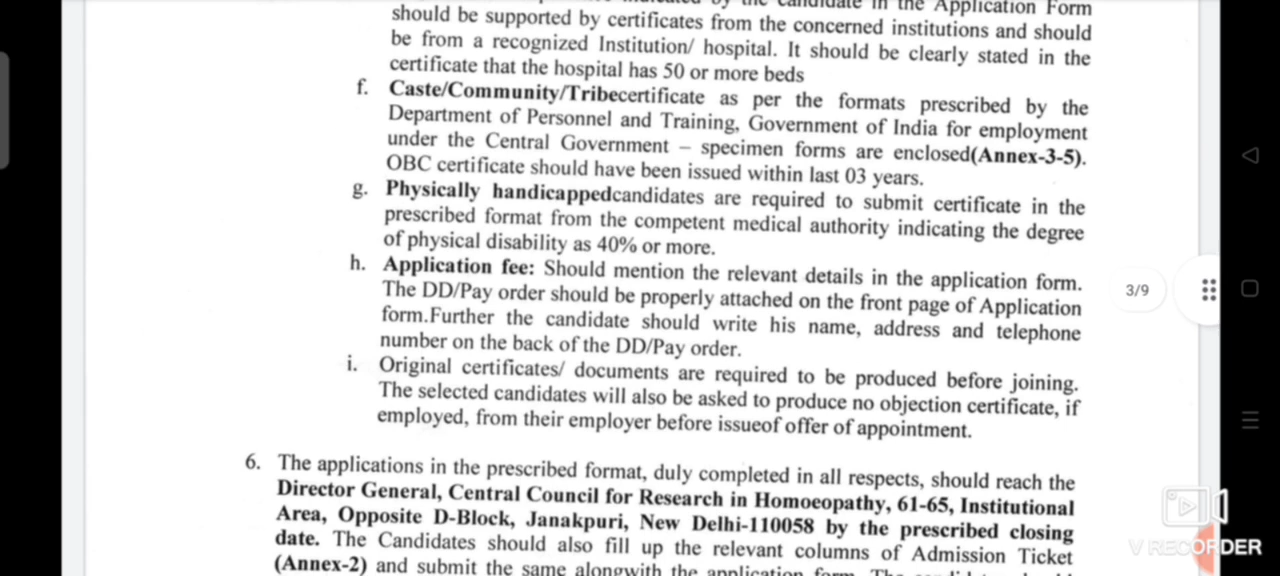 the candidate in the Application Form
should be supported by certificates from the concerned institutions and should
be from a recognized Institution/ hospital. It should be clearly stated in the
certificate that the hospital has 50 or more beds
f. Caste/Community/Tribecertificate as per the formats prescribed by the
Department of Personnel and Training, Government of India for employment
under the Central Government – specimen forms are enclosed(Annex-3-5).
OBC certificate should have been issued within last 03 years.
g. Physically handicappedcandidates are required to submit certificate in the
prescribed format from the competent medical authority indicating the degree
of physical disability as 40% or more.
h. Application fee: Should mention the relevant details in the application form.
The DD/Pay order should be properly attached on the front page of Application
form.Further the candidate should write his name, address and telephone
number on the back of the DD/Pay order.
i. Original certificates/ documents are required to be produced before joining.
The selected candidates will also be asked to produce no objection certificate, if
employed, from their employer before issueof offer of appointment.
6. The applications in the prescribed format, duly completed in all respects, should reach the
Director General, Central Council for Research in Homoeopathy, 61-65, Institutional
Area, Opposite D-Block, Janakpuri, New Delhi-110058 by the prescribed closing
date. The Candidates should also fill up the relevant columns of Admission Ticket
(Annex-2) and submit the same alongwith the application form.
3/9
V RECORDER